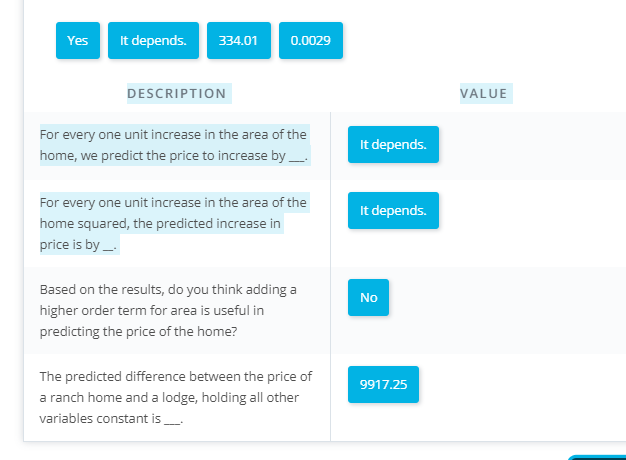 Yes It depends. 334.01 0.0029
DESCRIPTION VALUE
For every one unit increase in the area of the
home, we predict the price to increase by ___.
It depends.
For every one unit increase in the area of the
home squared, the predicted increase in
price is by __.
It depends.
Based on the results, do you think adding a
higher order term for area is useful in
predicting the price of the home?
No
The predicted difference between the price of
a ranch home and a lodge, holding all other
variables constant is ___.
9917.25